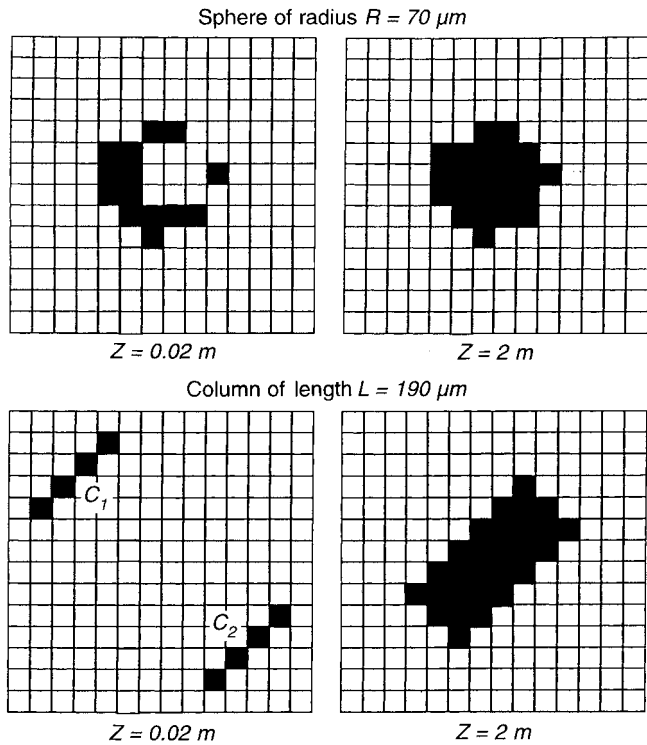 Sphere of radius R = 70 µm
Z = 0.02 m
Z = 2 m
Column of length L = 190 µm
C1
C2
Z = 0.02 m
Z = 2 m